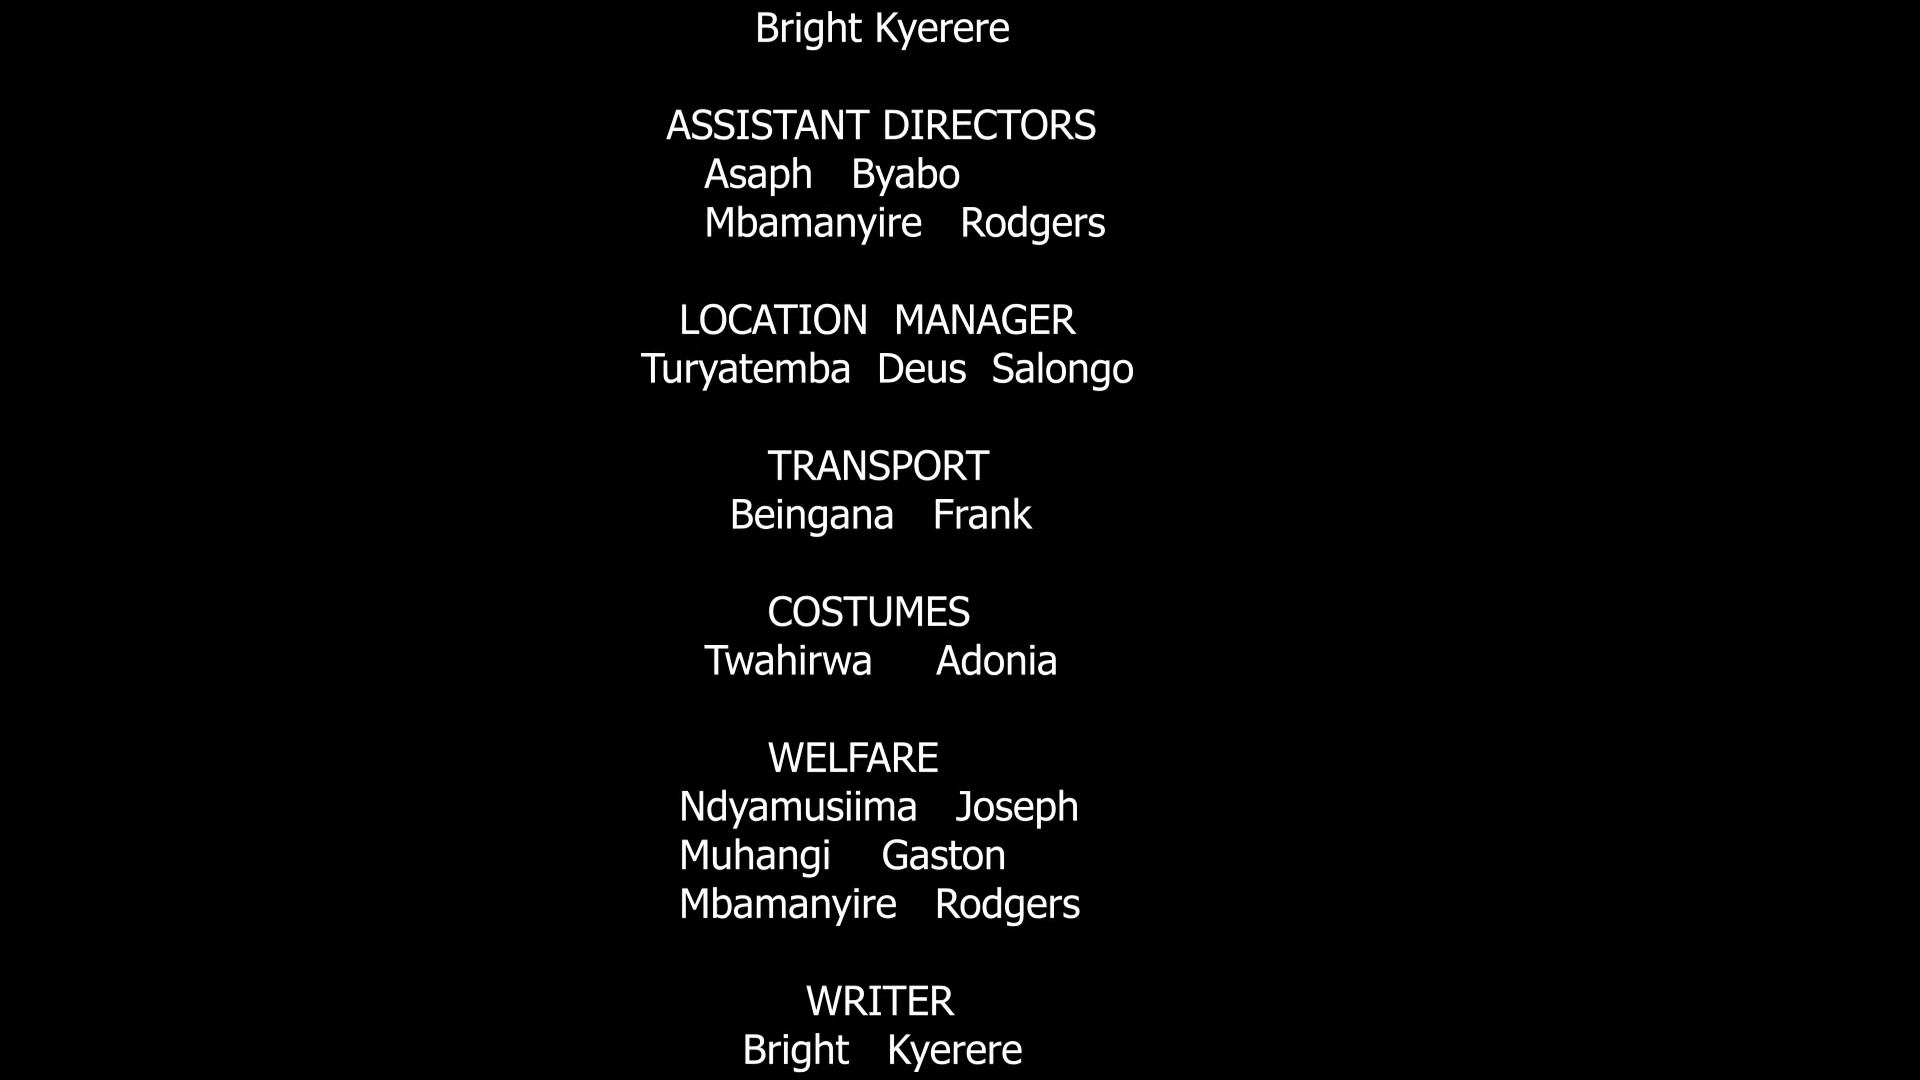 Bright Kyerere
ASSISTANT DIRECTORS
Asaph Byabo
Mbamanyire Rodgers
LOCATION MANAGER
Turyatemba Deus Salongo
TRANSPORT
Beingana Frank
COSTUMES
Twahirwa Adonia
WELFARE
Ndyamusiima Joseph
Muhangi Gaston
Mbamanyire Rodgers
WRITER
Bright Kyerere